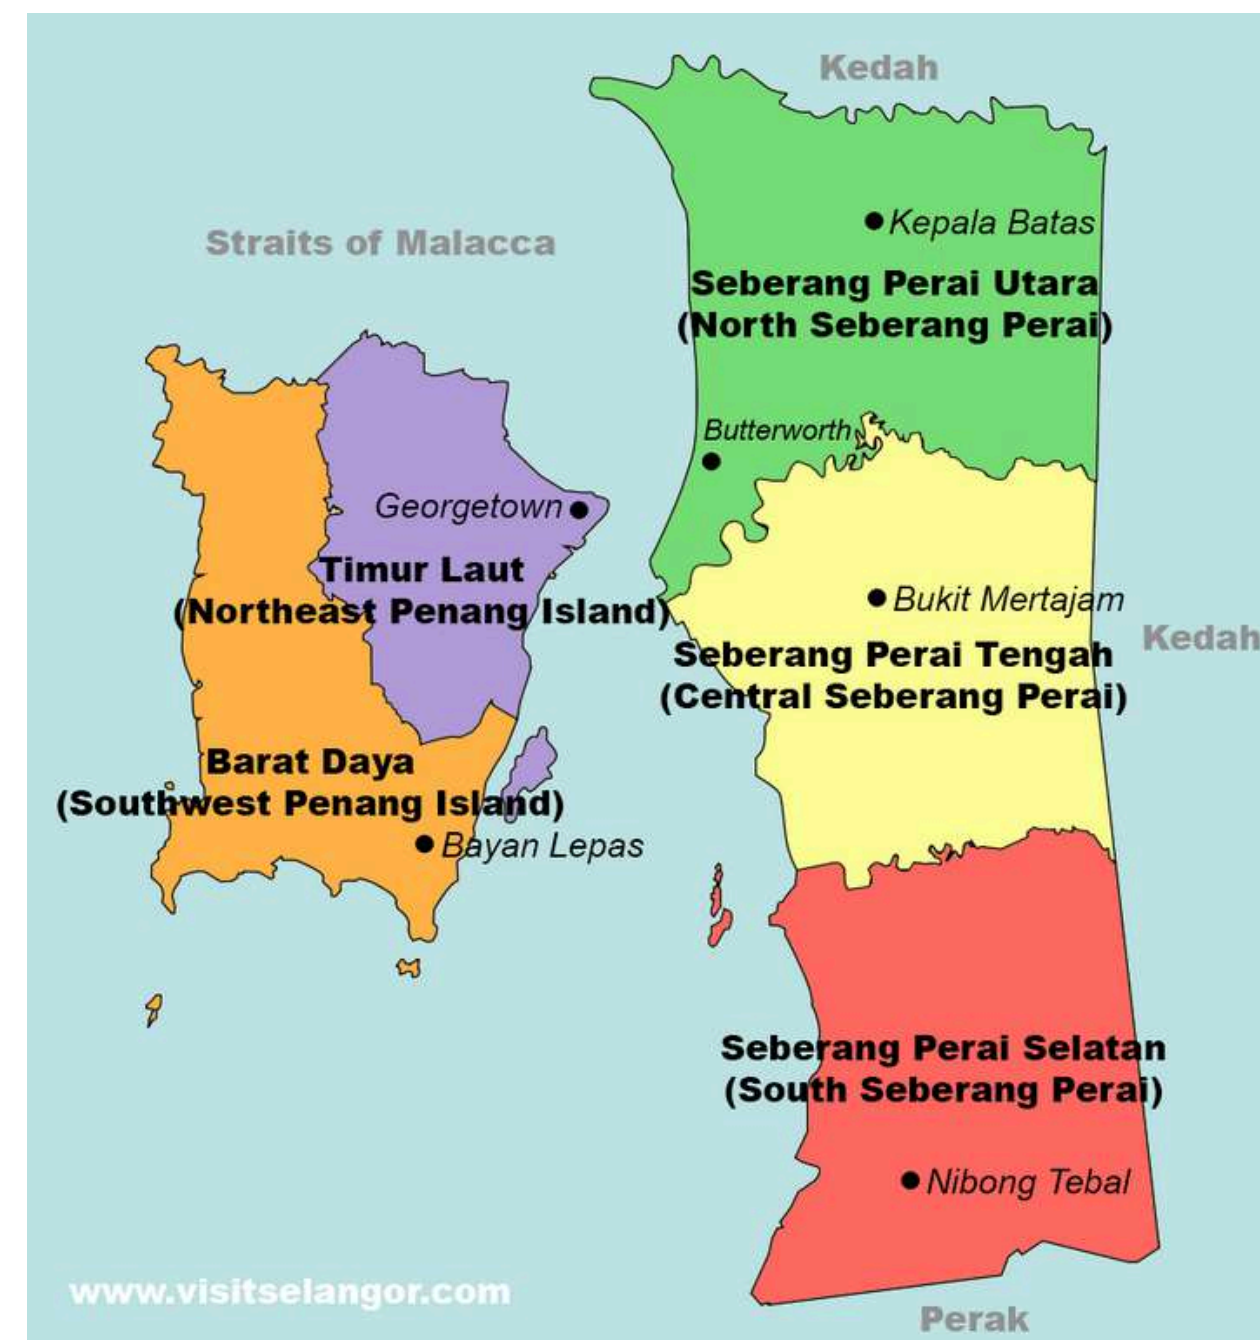 Kedah
Kepala Batas
Straits of Malacca
Seberang Perai Utara
(North Seberang Perai)
Butterworth
Georgetown
Timur Laut
(Northeast Penang Island)
Bukit Mertajam
Kedah
Seberang Perai Tengah
(Central Seberang Perai)
Barat Daya
(Southwest Penang Island)
Bayan Lepas
Seberang Perai Selatan
(South Seberang Perai)
Nibong Tebal
www.visitselangor.com
Perak